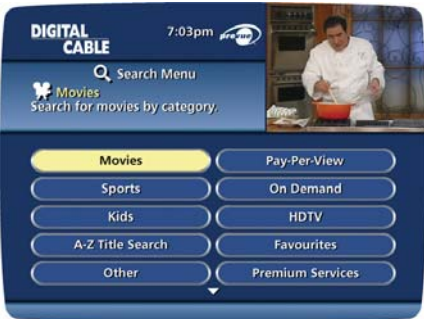 DIGITAL
CABLE
7:03pm
prevue
Search Menu
Movies
Search for movies by category.
Movies
Pay-Per-View
Sports
On Demand
Kids
HDTV
A-Z Title Search
Favourites
Other
Premium Services